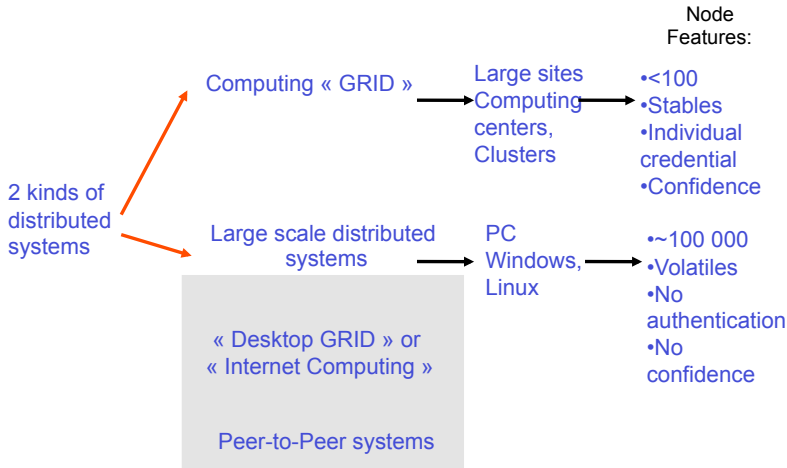 Node
Features:
Computing « GRID »
Large sites
Computing
centers,
Clusters
•<100
•Stables
•Individual
credential
•Confidence
2 kinds of
distributed
systems
Large scale distributed
systems
PC
Windows,
Linux
•~100 000
•Volatiles
•No
authentication
•No
confidence
« Desktop GRID » or
« Internet Computing »
Peer-to-Peer systems